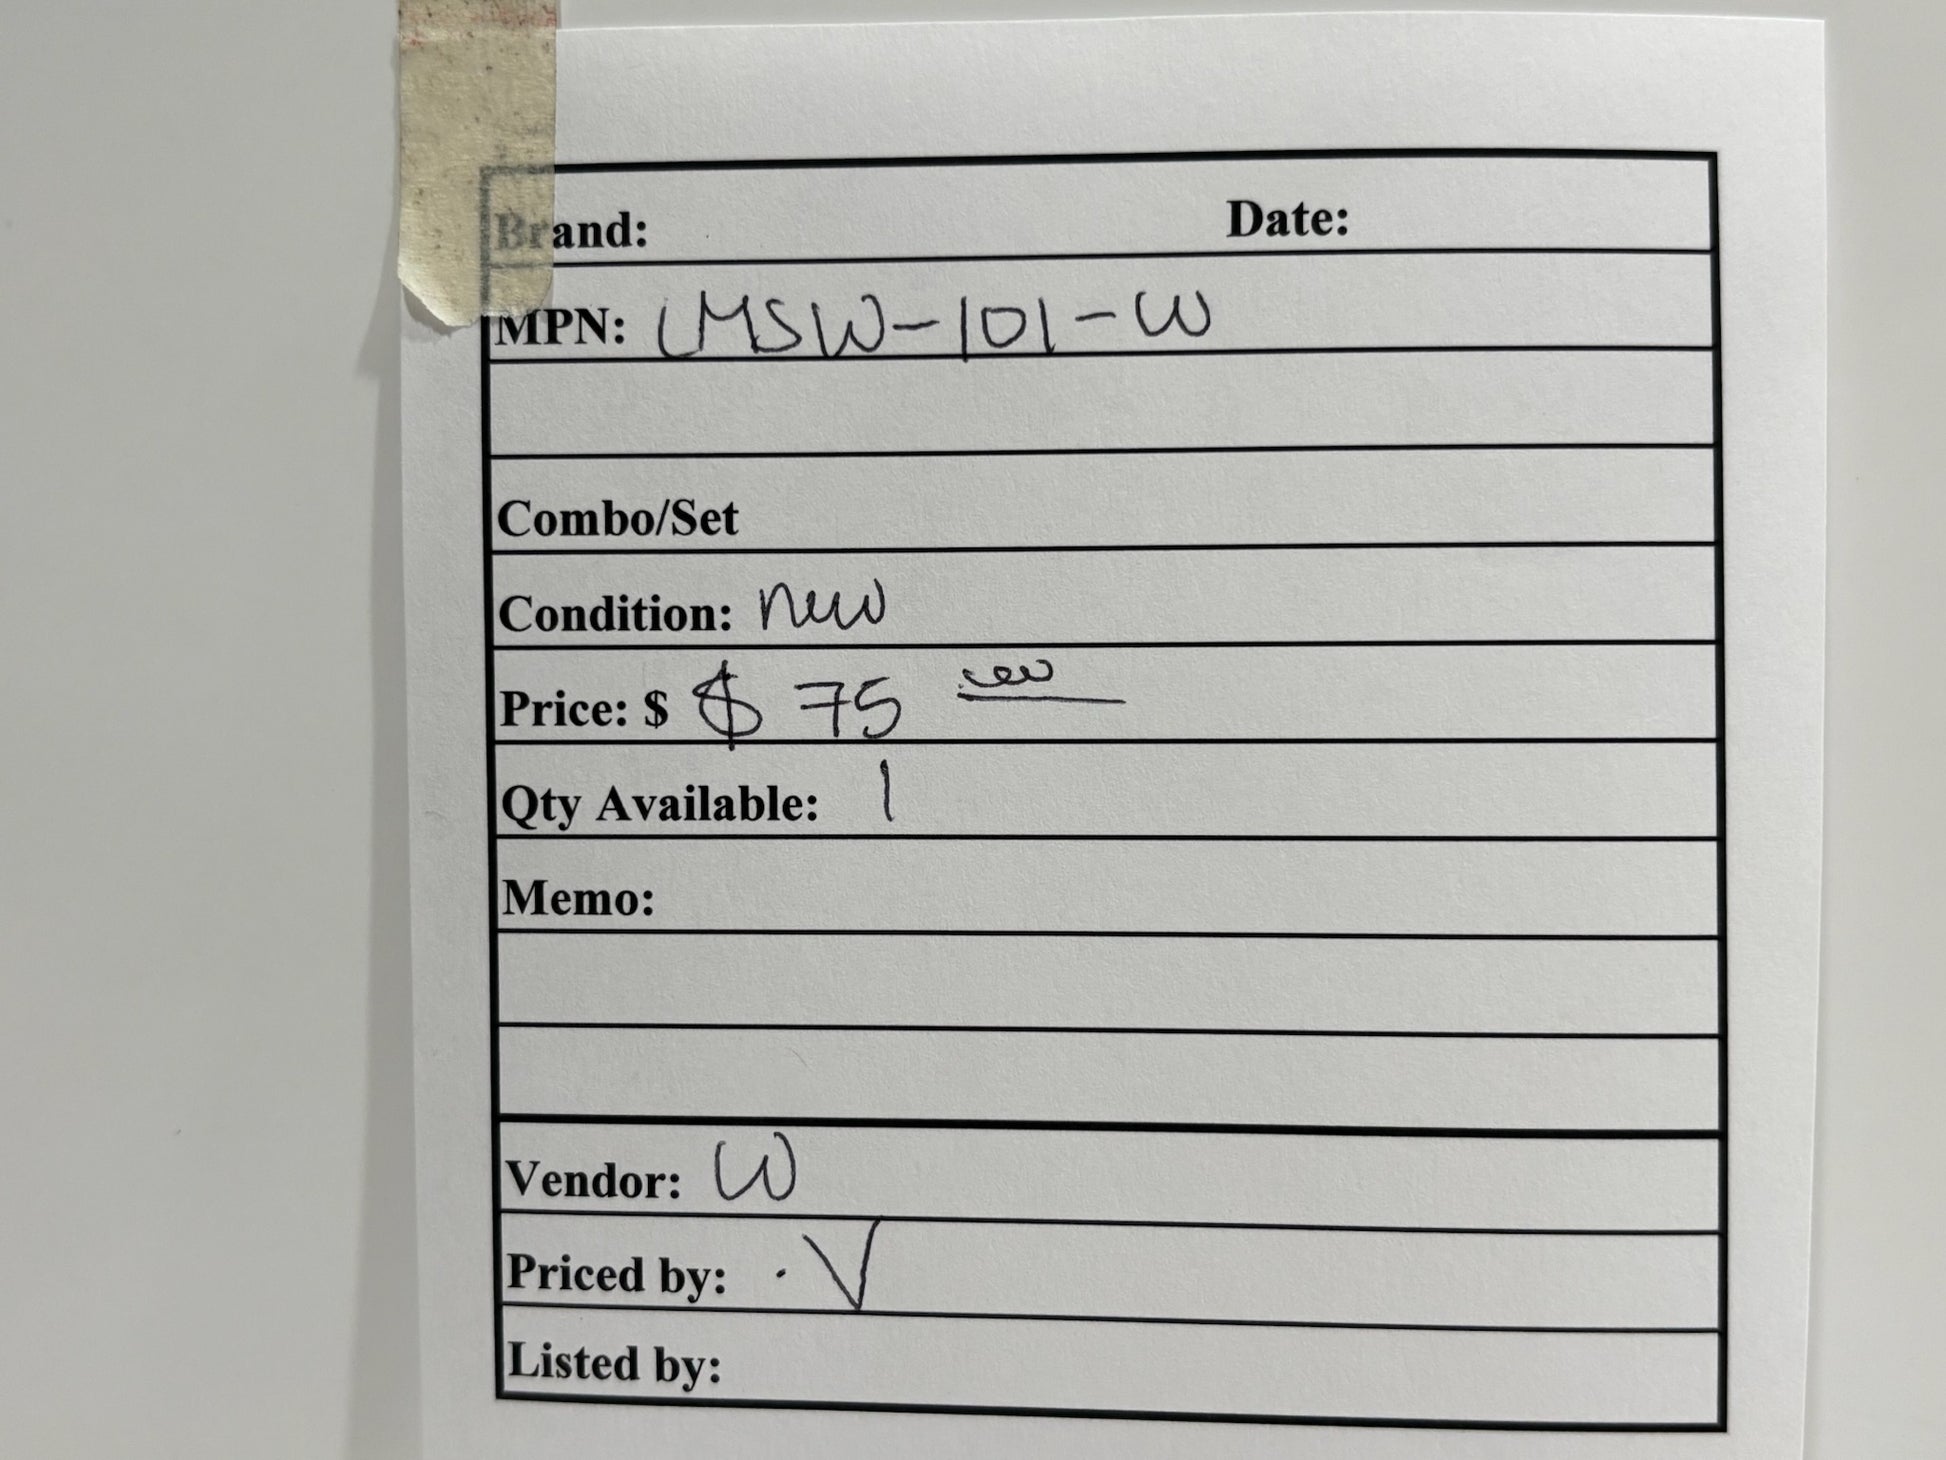 Brand: Date:
MPN: LMSW-101-W
Combo/Set
Condition: new
Price: $ $ 75 00
Qty Available: 1
Memo:
Vendor: W
Priced by: V
Listed by: